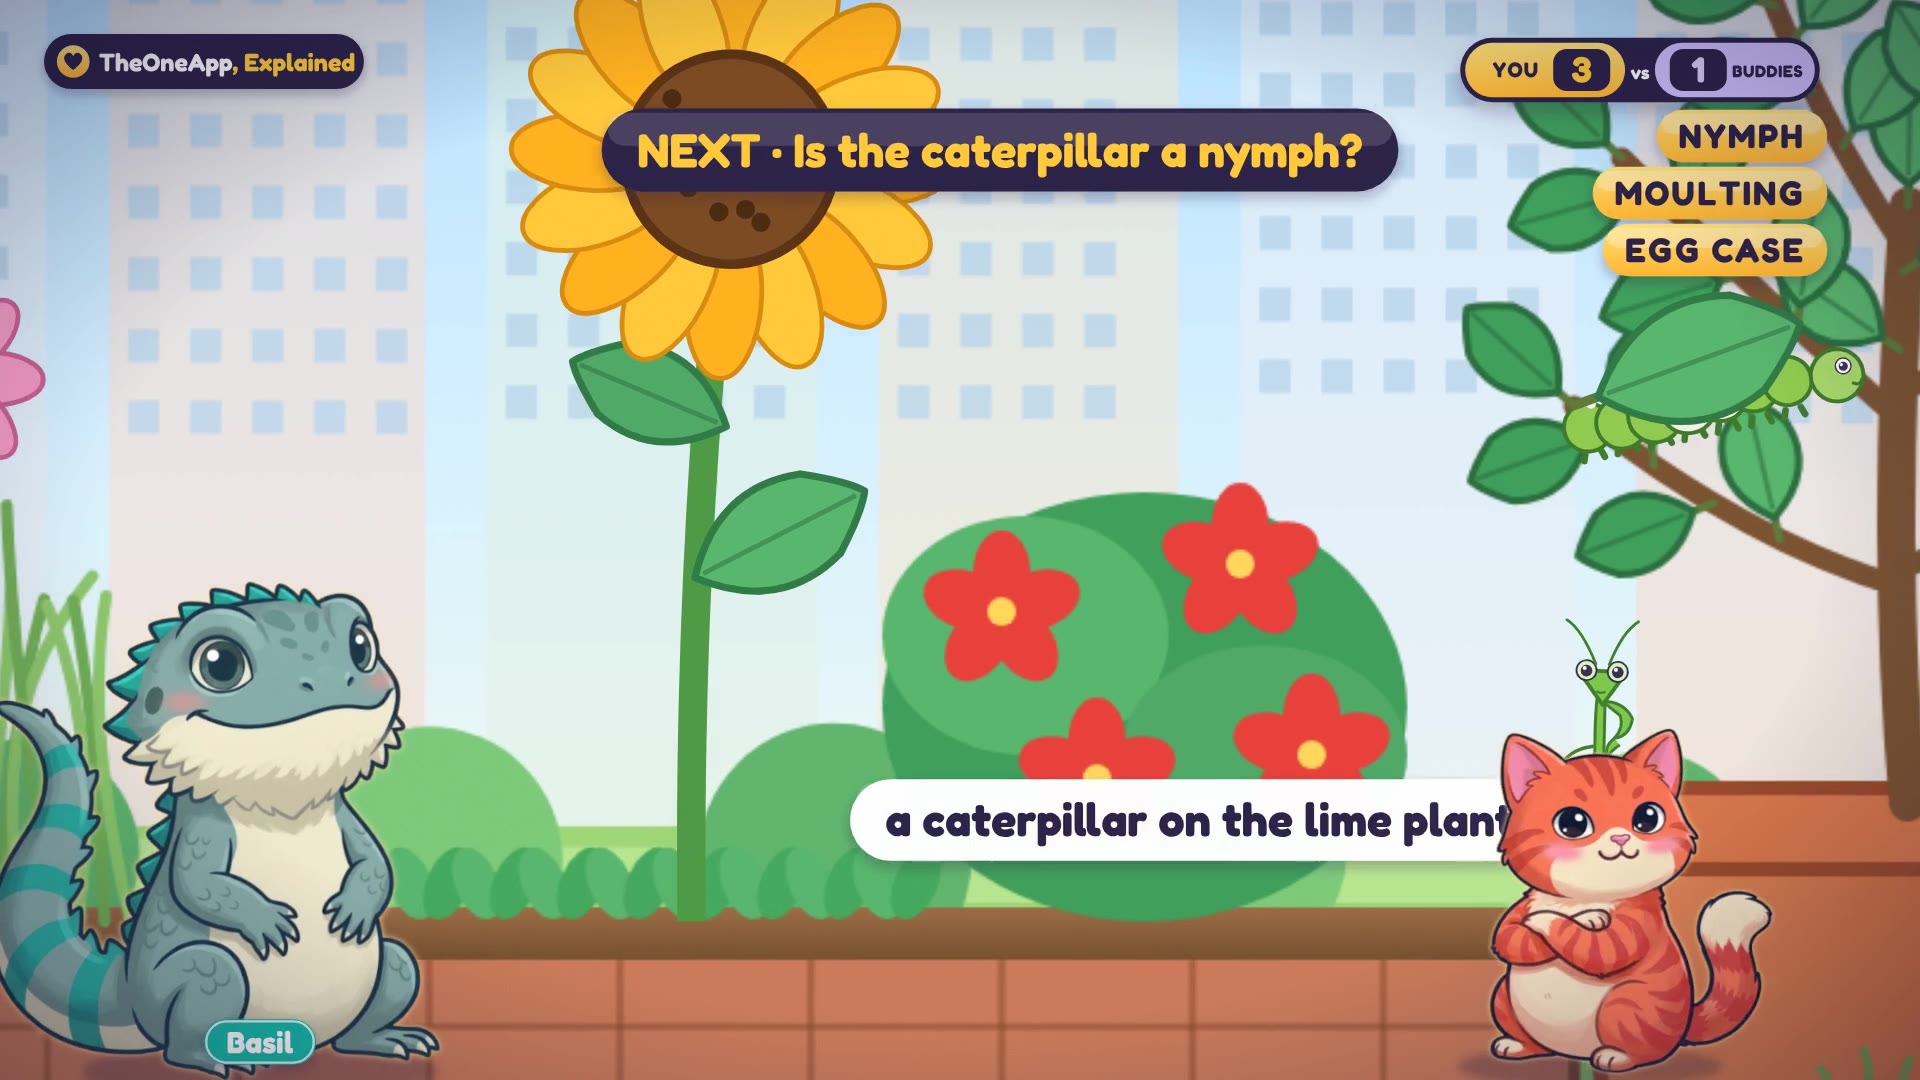 TheOneApp, Explained
YOU 3 vs 1 BUDDIES
NEXT · Is the caterpillar a nymph?
NYMPH
MOULTING
EGG CASE
a caterpillar on the lime plant
Basil